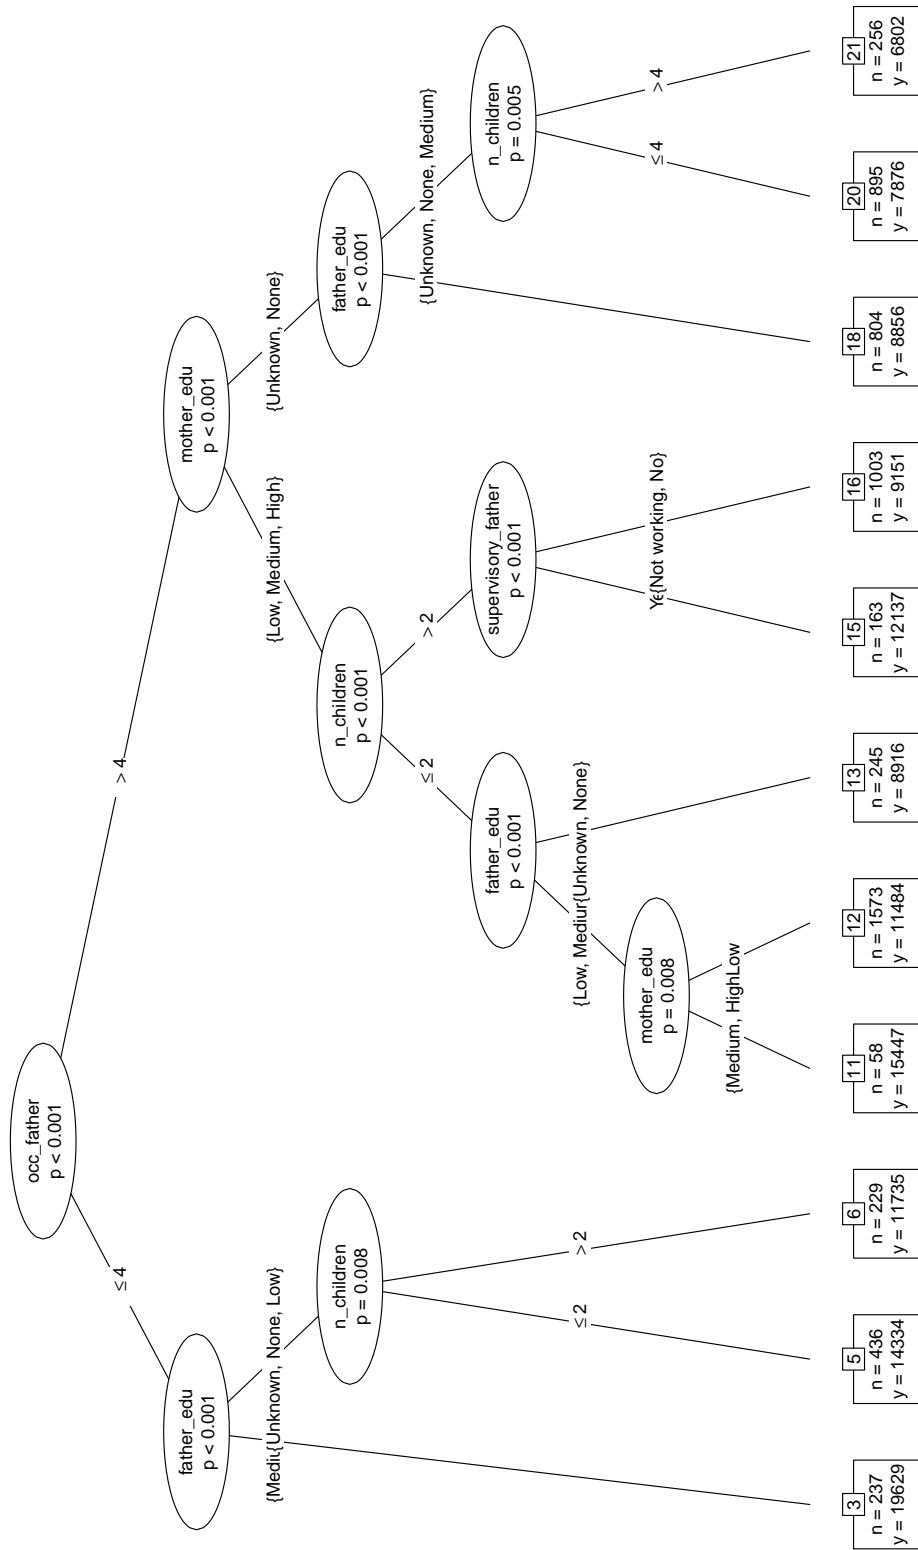 occ_father
p < 0.001
≤ 4
> 4
father_edu
p < 0.001
{Unknown, None, Low}
3
n = 237
y = 19629
n_children
p = 0.008
≤ 2
> 2
5
n = 436
y = 14334
6
n = 229
y = 11735
mother_edu
p < 0.001
{Low, Medium, High}
{Unknown, None}
n_children
p < 0.001
≤ 2
> 2
father_edu
p < 0.001
{Low,
{Unknown, None}
mother_edu
p = 0.008
{Medium, High
Low
11
n = 58
y = 15447
12
n = 1573
y = 11484
13
n = 245
y = 8916
supervisory_father
p < 0.001
{Not working, No}
15
n = 163
y = 12137
16
n = 1003
y = 9151
father_edu
p < 0.001
{Unknown, None, Medium}
18
n = 804
y = 8856
n_children
p = 0.005
≤ 4
> 4
20
n = 895
y = 7876
21
n = 256
y = 6802